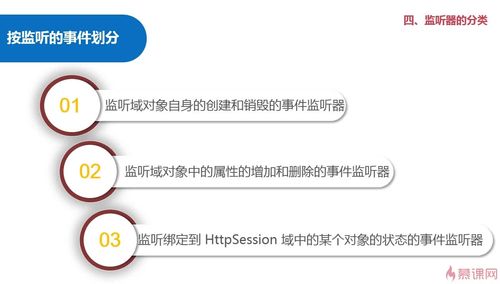 四、监听器的分类
按监听的事件划分
01 监听域对象自身的创建和销毁的事件监听器
02 监听域对象中的属性的增加和删除的事件监听器
03 监听绑定到 HttpSession 域中的某个对象的状态的事件监听器
慕课网